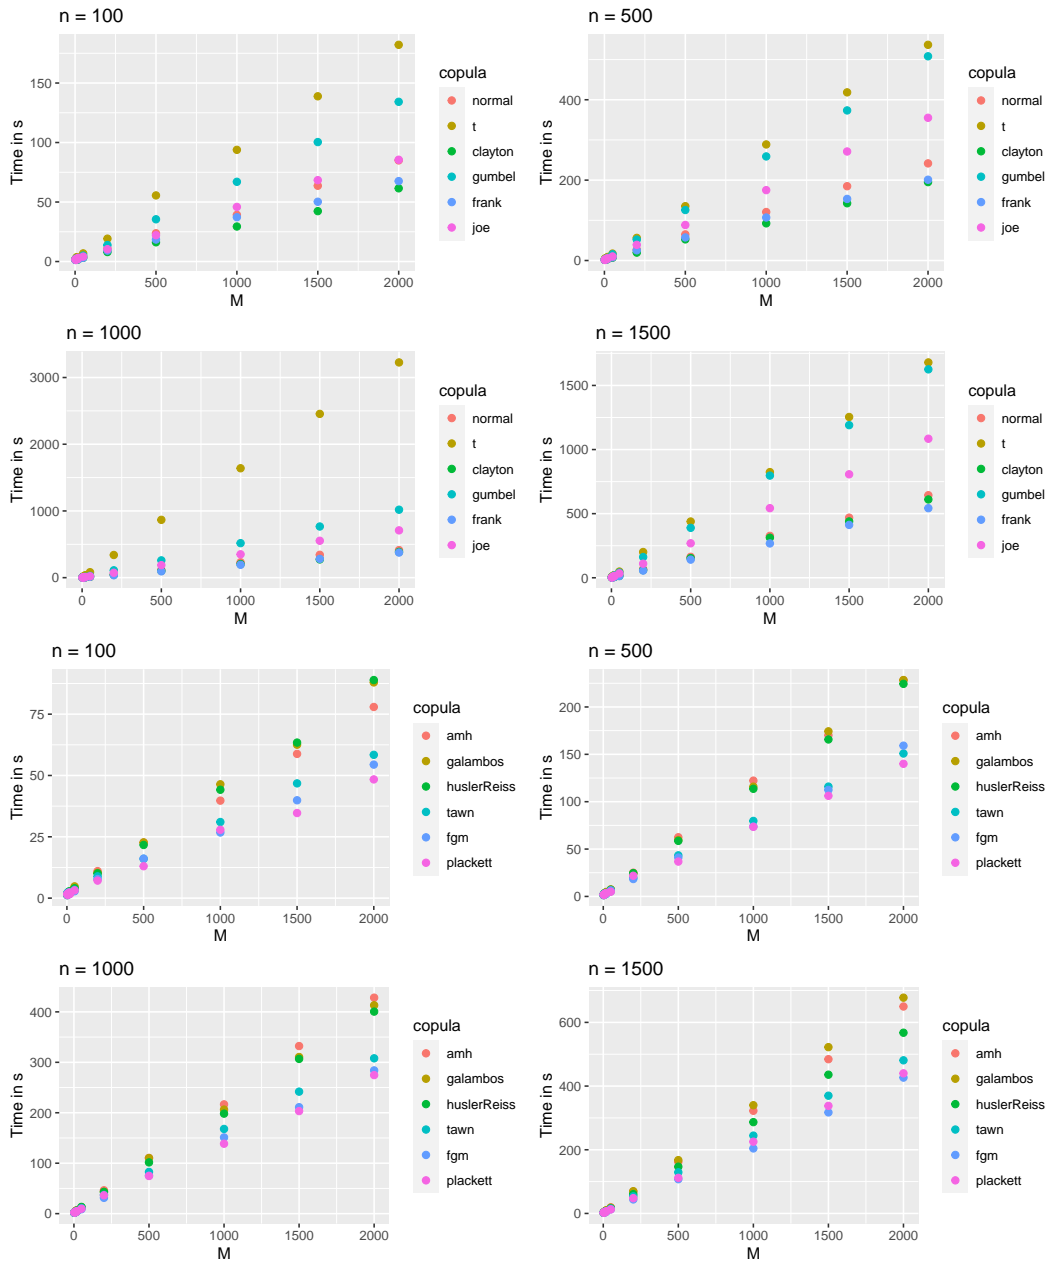 n = 100
Time in s
150
100
50
0
0 500 1000 1500 2000
M
copula
normal
t
clayton
gumbel
frank
joe
n = 500
Time in s
400
200
0
0 500 1000 1500 2000
M
copula
normal
t
clayton
gumbel
frank
joe
n = 1000
Time in s
3000
2000
1000
0
0 500 1000 1500 2000
M
copula
normal
t
clayton
gumbel
frank
joe
n = 1500
Time in s
1500
1000
500
0
0 500 1000 1500 2000
M
copula
normal
t
clayton
gumbel
frank
joe
n = 100
Time in s
75
50
25
0
0 500 1000 1500 2000
M
copula
amh
galambos
huslerReiss
tawn
fgm
plackett
n = 500
Time in s
200
150
100
50
0
0 500 1000 1500 2000
M
copula
amh
galambos
huslerReiss
tawn
fgm
plackett
n = 1000
Time in s
400
300
200
100
0
0 500 1000 1500 2000
M
copula
amh
galambos
huslerReiss
tawn
fgm
plackett
n = 1500
Time in s
600
400
200
0
0 500 1000 1500 2000
M
copula
amh
galambos
huslerReiss
tawn
fgm
plackett